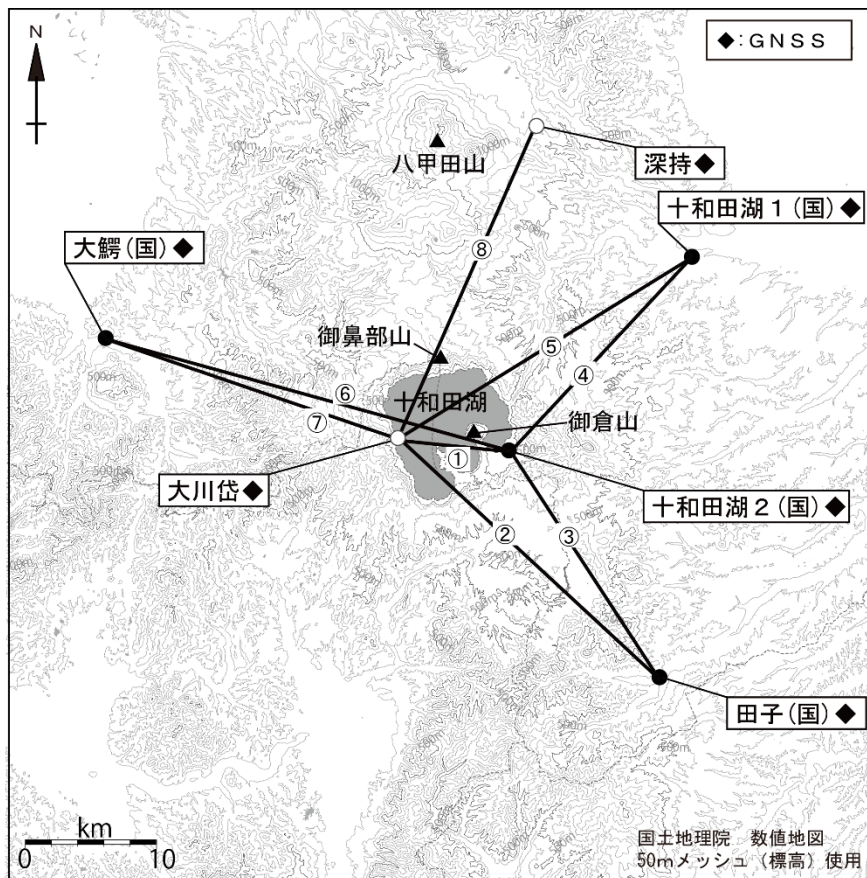 N
◆:GNSS
八甲田山
深持◆
十和田湖1(国)◆
大鰐(国)◆
⑧
御鼻部山
⑤
④
⑥
十和田湖
御倉山
⑦
①
大川岱◆
十和田湖2(国)◆
②
③
田子(国)◆
km
0 10
国土地理院 数値地図
50mメッシュ(標高)使用
500m
1000m